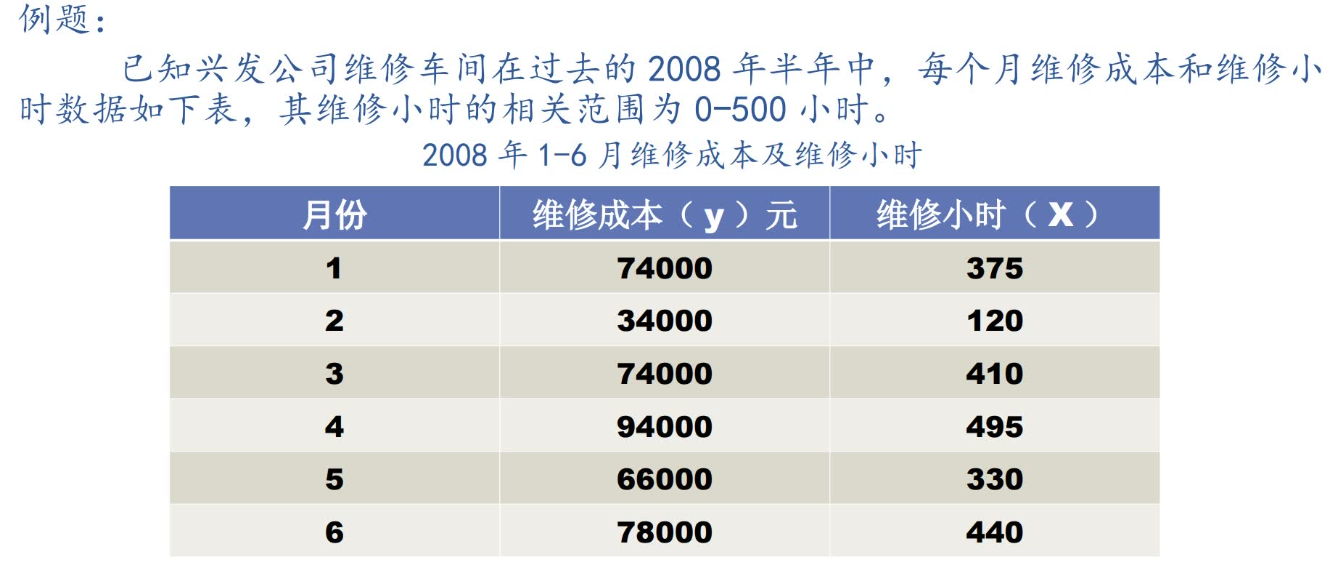 例题：
已知兴发公司维修车间在过去的 2008 年半年中，每个月维修成本和维修小
时数据如下表，其维修小时的相关范围为 0-500 小时。
2008 年 1-6 月维修成本及维修小时
月份 维修成本（y）元 维修小时（X）
1 74000 375
2 34000 120
3 74000 410
4 94000 495
5 66000 330
6 78000 440